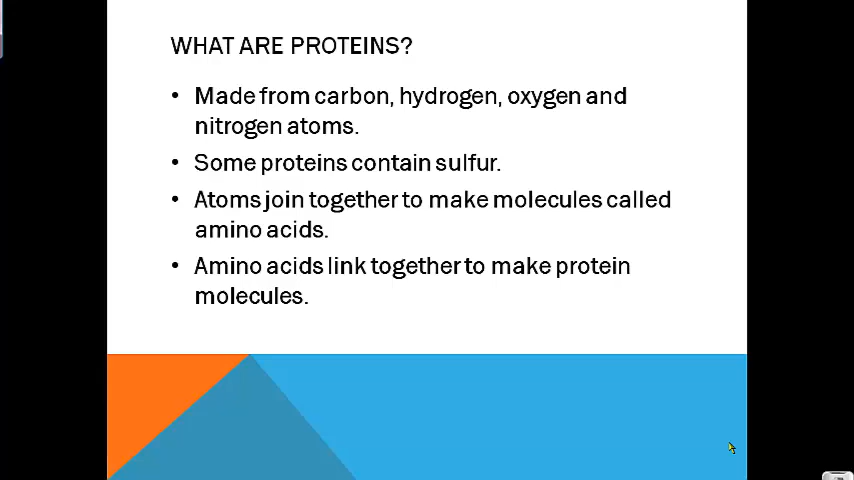 WHAT ARE PROTEINS?
• Made from carbon, hydrogen, oxygen and
nitrogen atoms.
• Some proteins contain sulfur.
• Atoms join together to make molecules called
amino acids.
• Amino acids link together to make protein
molecules.